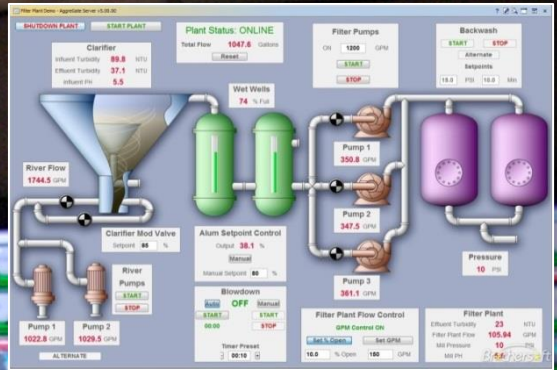 Filter Plant Demo - AggreGate Server v5.00.00
SHUTDOWN PLANT
START PLANT
Clarifier
Influent Turbidity 89.8 NTU
Effluent Turbidity 37.1 NTU
Influent PH 5.5
Plant Status: ONLINE
Total Flow 1047.6 Gallons
Reset
Filter Pumps
ON 1200 GPM
START
STOP
Backwash
START STOP
Alternate
Setpoints
10.0 PSI 10.0 Min
Wet Wells
74 % Full
River Flow
1744.5 GPM
Pump 1
350.8 GPM
Pump 2
347.5 GPM
Pump 3
361.1 GPM
Clarifier Mod Valve
Setpoint 85 %
Alum Setpoint Control
Output 38.1 %
Manual
Manual Setpoint 80 %
Pressure
10 PSI
River
Pumps
START
STOP
Pump 1
1022.8 GPM
Pump 2
1029.5 GPM
ALTERNATE
Blowdown
Auto OFF Manual
START START
00:00 STOP
Timer Preset
00:10
Filter Plant Flow Control
GPM Control ON
Set % Open Set GPM
10.0 % Open 180 GPM
Filter Plant
Effluent Turbidity 23 NTU
Filter Plant Flow 105.94 GPM
Mill Pressure 10 PSI
Mill PH
Brothersoft